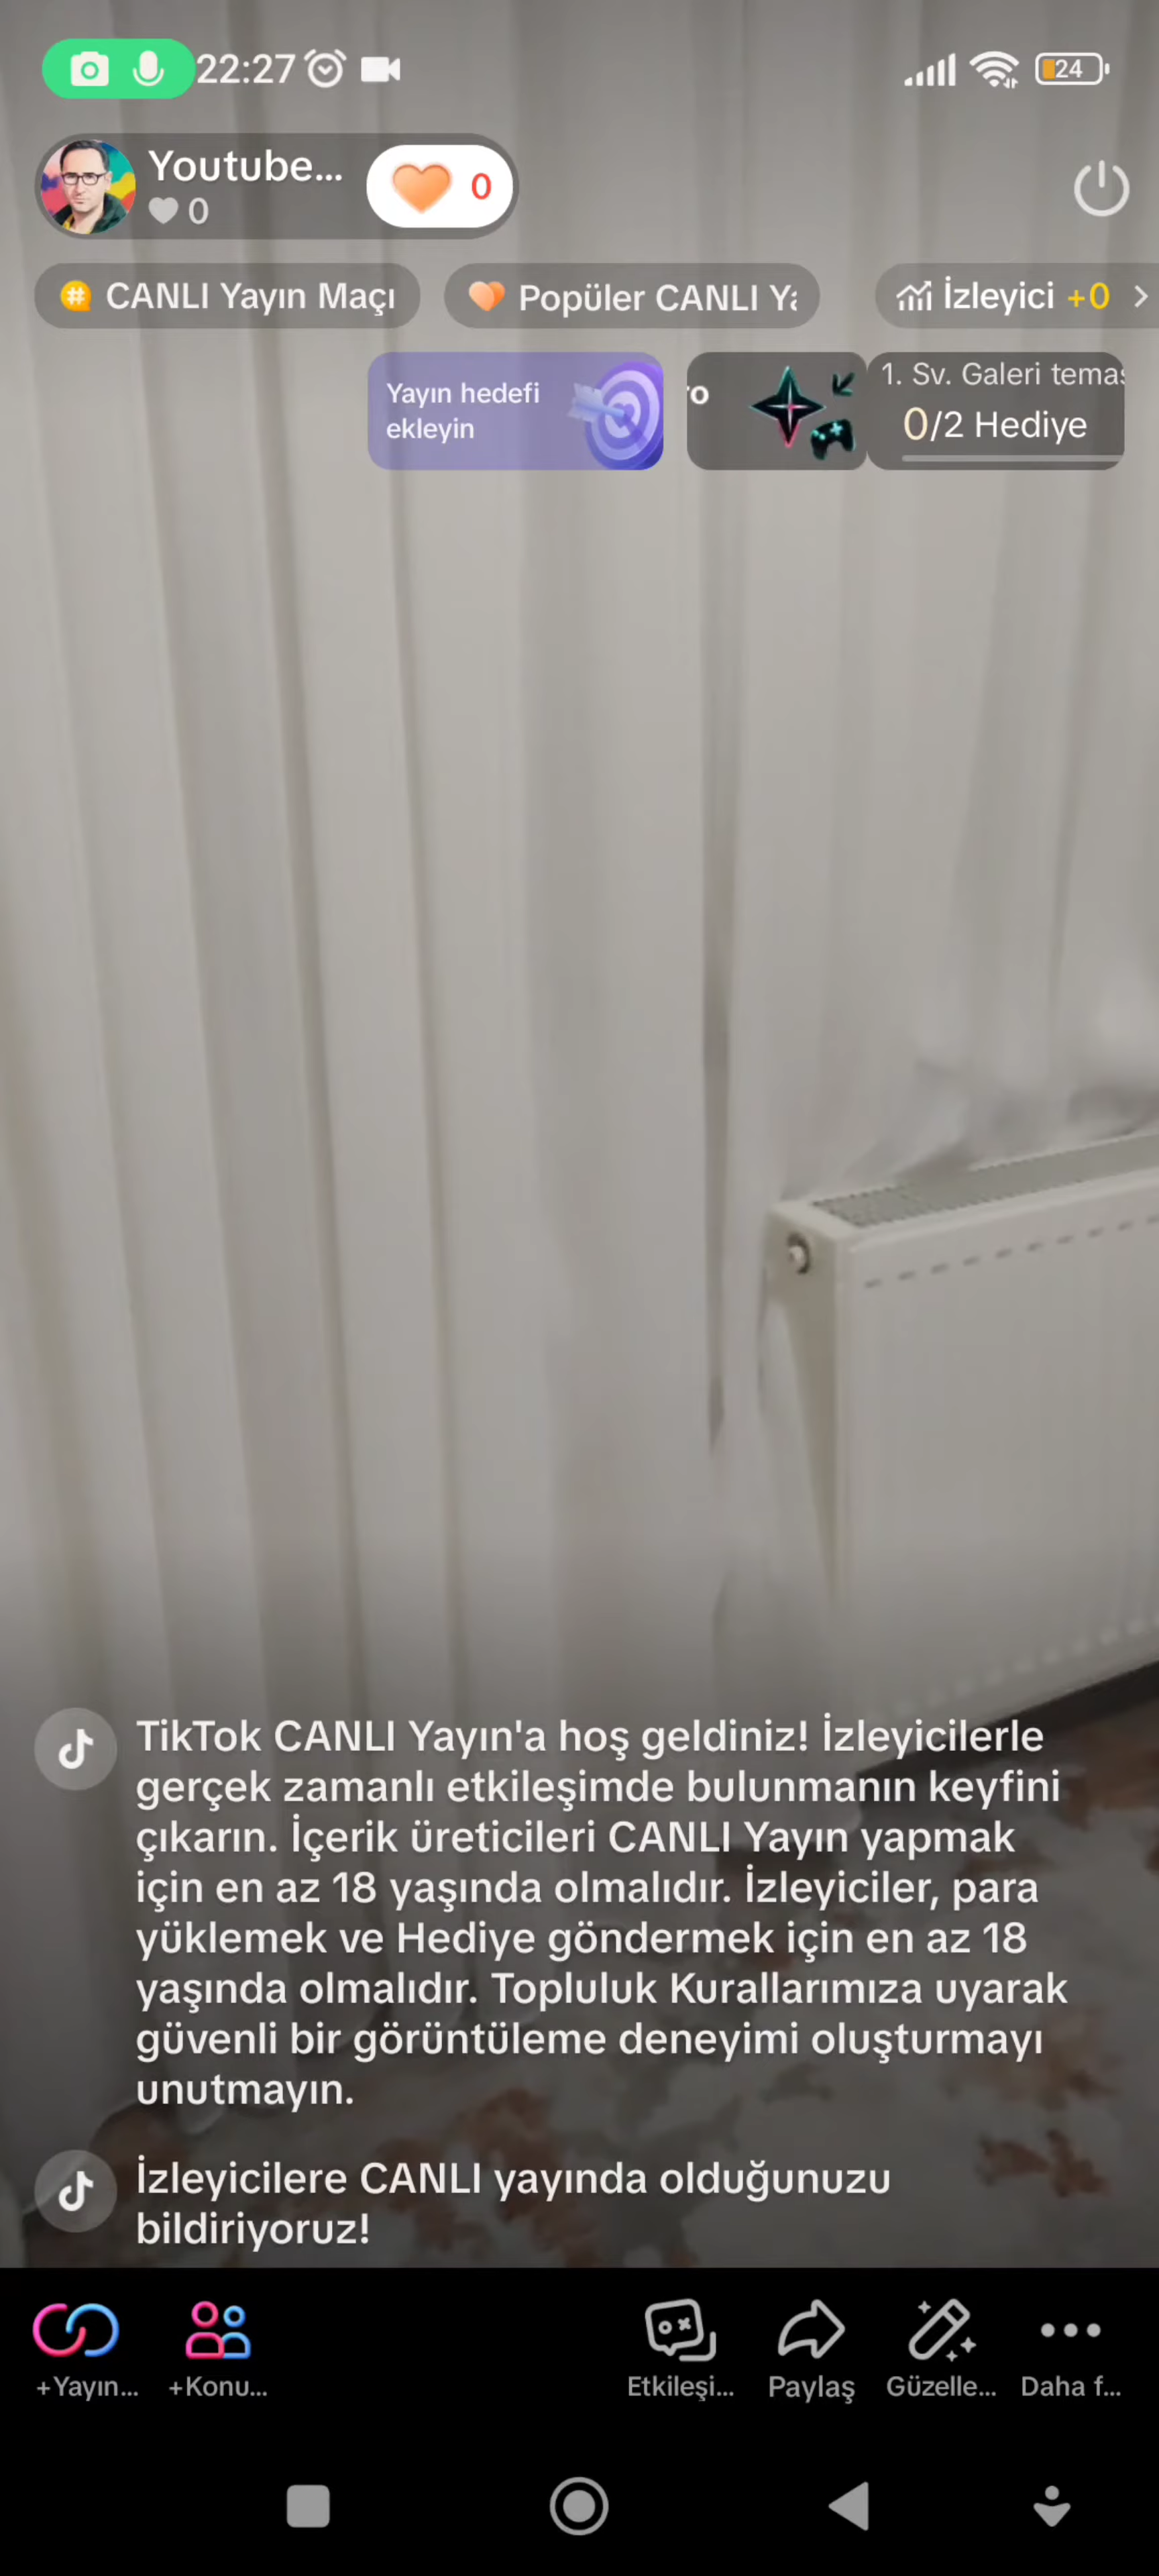 22:27
24
Youtube...
0
0
CANLI Yayın Maçı
Popüler CANLI
İzleyici +0
Yayın hedefi
ekleyin
1. Sv. Galeri
0/2 Hediye
TikTok CANLI Yayın'a hoş geldiniz! İzleyicilerle
gerçek zamanlı etkileşimde bulunmanın keyfini
çıkarın. İçerik üreticileri CANLI Yayın yapmak
için en az 18 yaşında olmalıdır. İzleyiciler, para
yüklemek ve Hediye göndermek için en az 18
yaşında olmalıdır. Topluluk Kurallarımıza uyarak
güvenli bir görüntüleme deneyimi oluşturmayı
unutmayın.
İzleyicilere CANLI yayında olduğunuzu
bildiriyoruz!
+Yayın...
+Konu...
Etkileşi...
Paylaş
Güzelle...
Daha f...